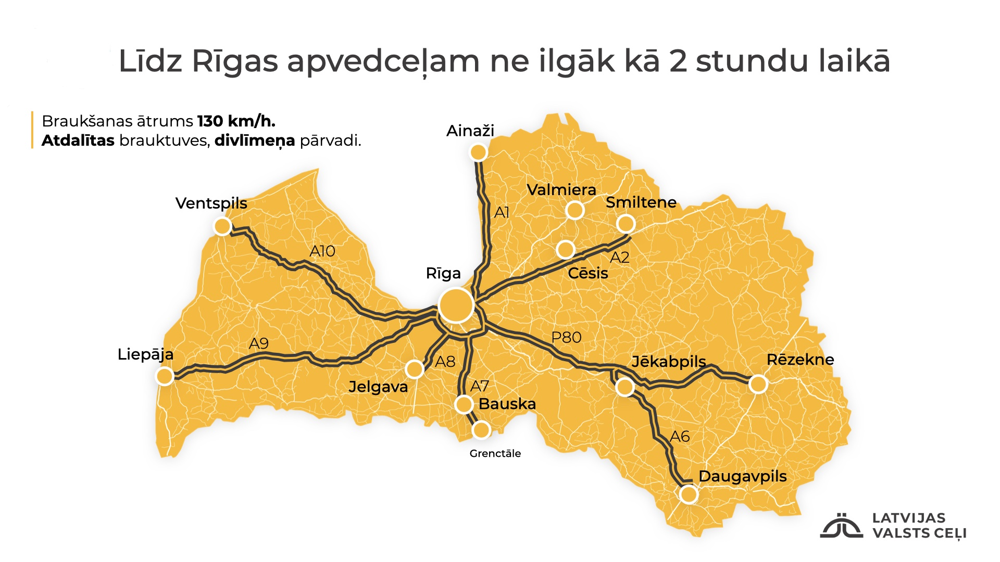 Līdz Rīgas apvedceļam ne ilgāk kā 2 stundu laikā
Braukšanas ātrums 130 km/h.
Atdalītas brauktuves, divlīmeņa pārvadi.
Ainaži
Valmiera
Smiltene
Ventspils
A1
A10
A2
Rīga
Cēsis
P80
A9
Liepāja
A8
Jēkabpils
Rēzekne
Jelgava
A7
Bauska
A6
Grenctāle
Daugavpils
LATVIJAS
VALSTS CEĻI